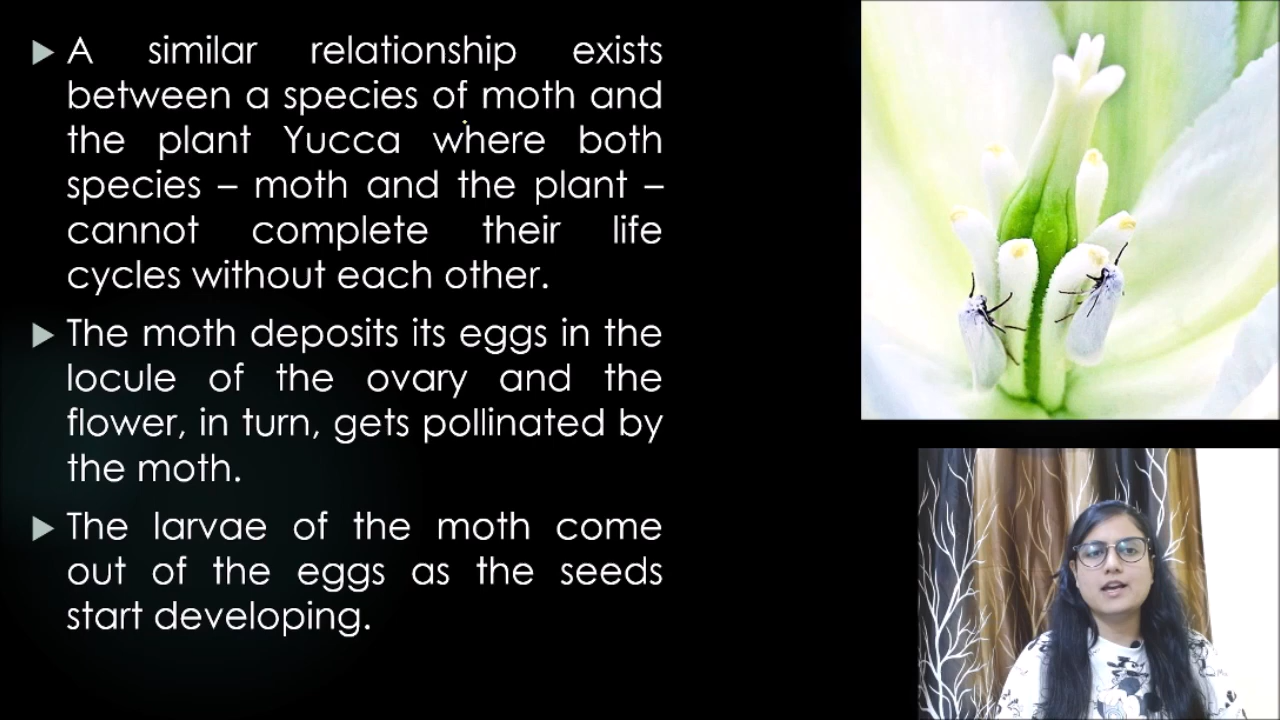 A similar relationship exists
between a species of moth and
the plant Yucca where both
species – moth and the plant –
cannot complete their life
cycles without each other.
The moth deposits its eggs in the
locule of the ovary and the
flower, in turn, gets pollinated by
the moth.
The larvae of the moth come
out of the eggs as the seeds
start developing.